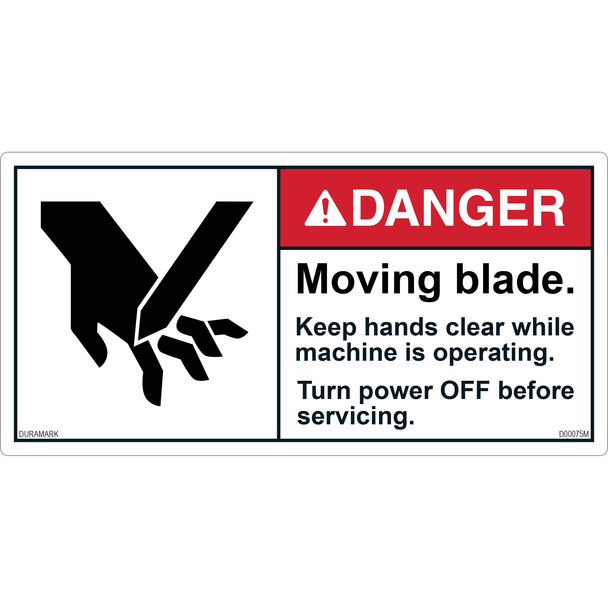 DANGER
Moving blade.
Keep hands clear while
machine is operating.
Turn power OFF before
servicing.
DURAMARK
D00075M